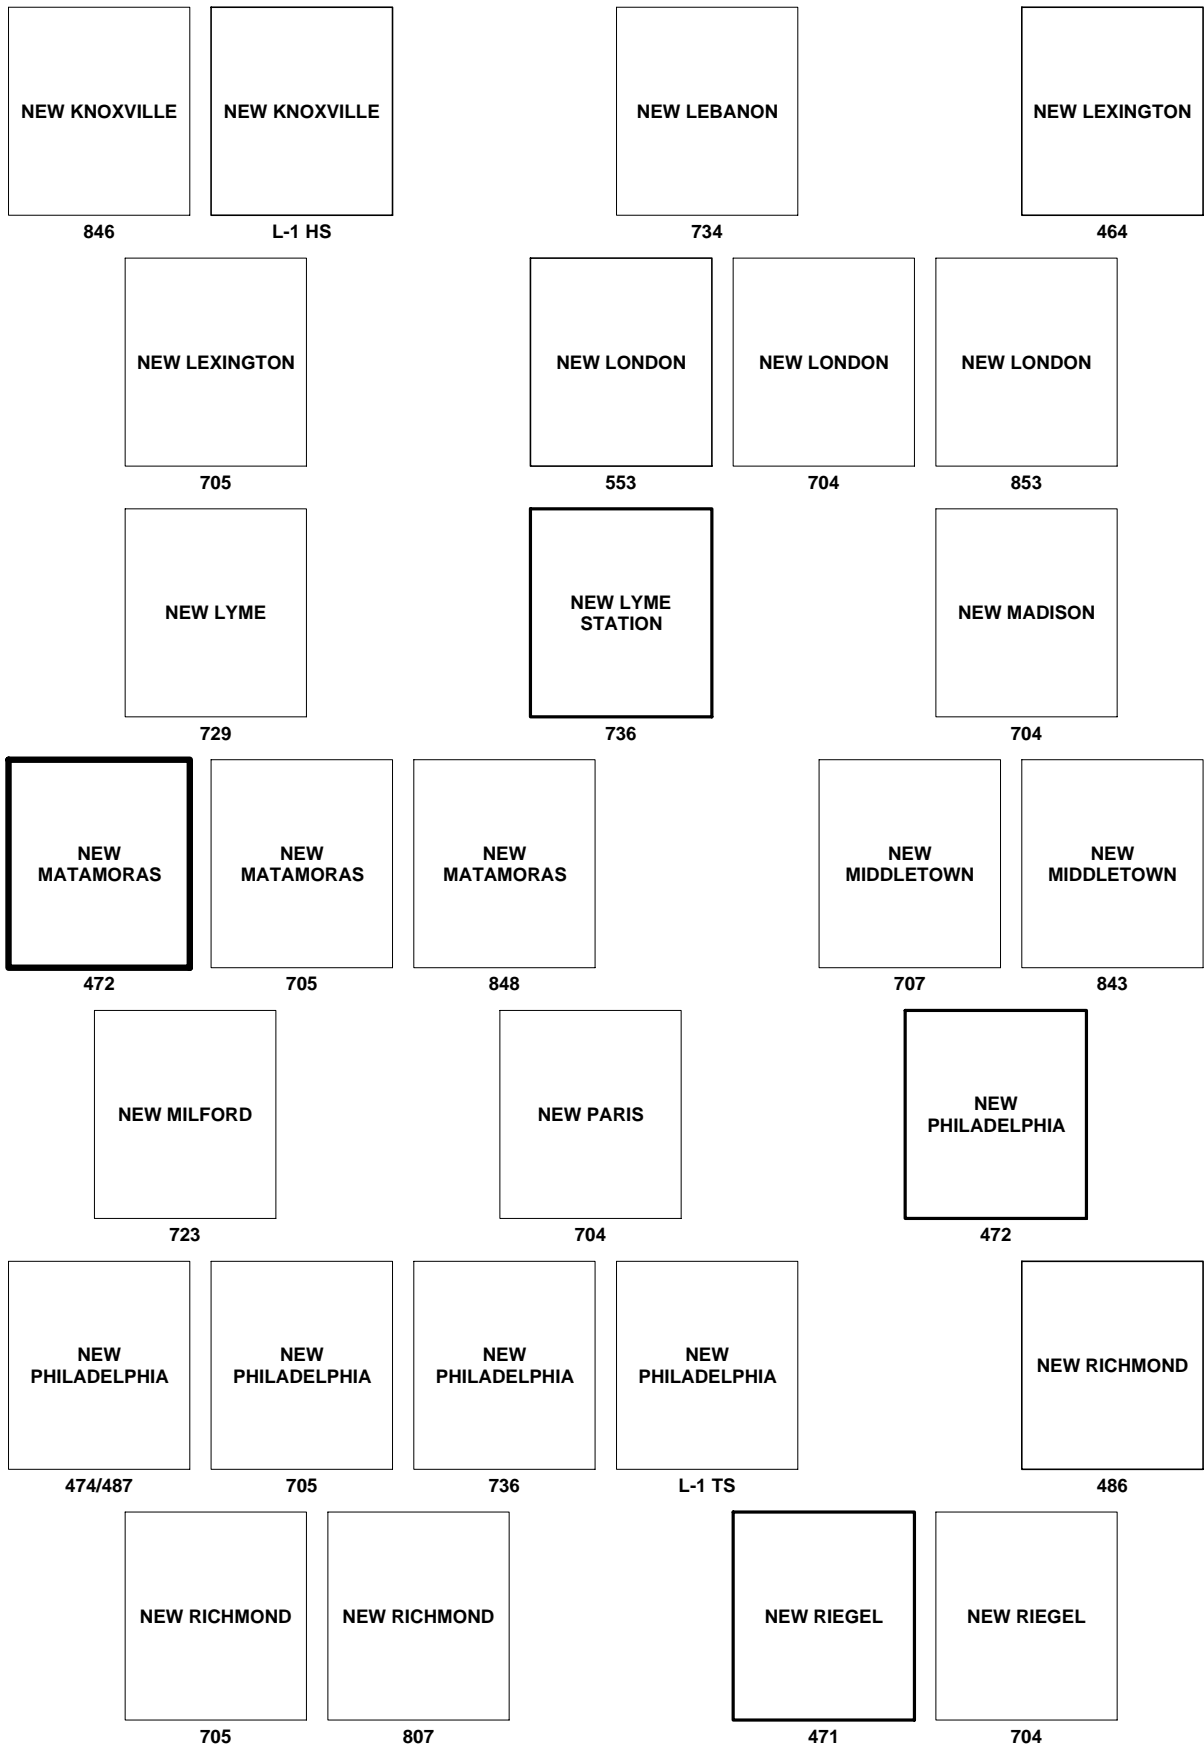 NEW KNOXVILLE
846
NEW KNOXVILLE
L-1 HS
NEW LEBANON
734
NEW LEXINGTON
464
NEW LEXINGTON
705
NEW LONDON
553
NEW LONDON
704
NEW LONDON
853
NEW LYME
729
NEW LYME
STATION
736
NEW MADISON
704
NEW
MATAMORAS
472
NEW
MATAMORAS
705
NEW
MATAMORAS
848
NEW
MIDDLETOWN
707
NEW
MIDDLETOWN
843
NEW MILFORD
723
NEW PARIS
704
NEW
PHILADELPHIA
472
NEW
PHILADELPHIA
474/487
NEW
PHILADELPHIA
705
NEW
PHILADELPHIA
736
NEW
PHILADELPHIA
L-1 TS
NEW RICHMOND
486
NEW RICHMOND
705
NEW RICHMOND
807
NEW RIEGEL
471
NEW RIEGEL
704